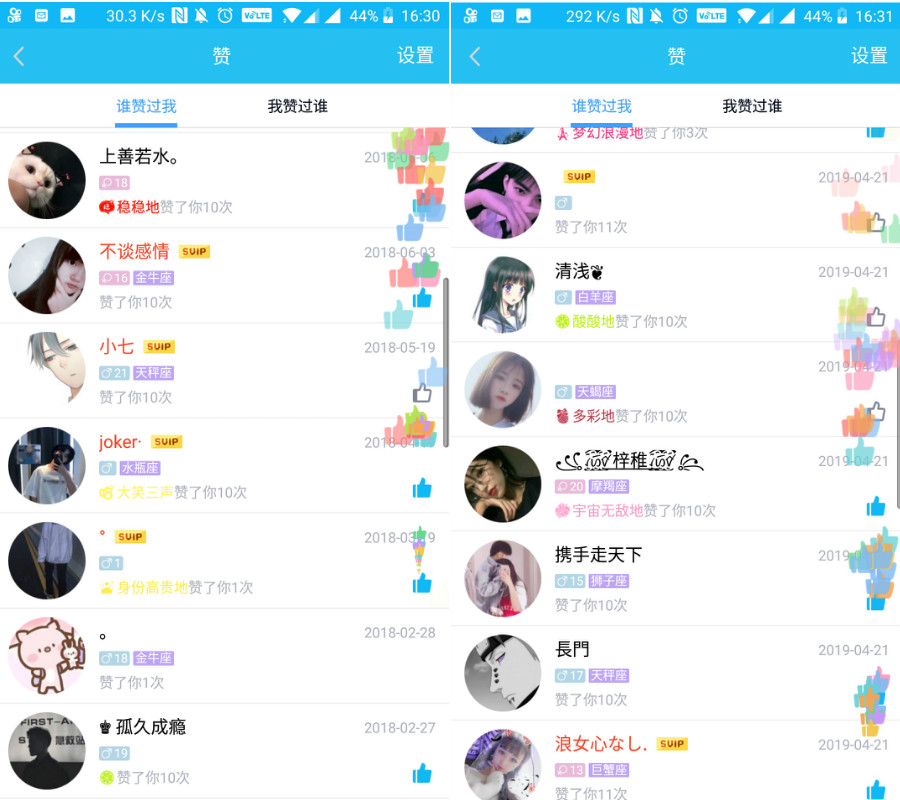 30.3 K/s VoLTE 44% 16:30
赞 设置
谁赞过我 我赞过谁
上善若水。
18
稳稳地赞了你10次
不谈感情 SVIP 2018-06-03
16 金牛座
赞了你10次
小七 SVIP 2018-05-19
21 天秤座
赞了你10次
joker· SVIP
水瓶座
大笑三声赞了你10次
° SVIP
1
身份高贵地赞了你1次
。 2018-02-28
18 金牛座
赞了你1次
FIRST-A
急救站
孤久成瘾 2018-02-27
19
赞了你10次
292 K/s VoLTE 44% 16:31
赞 设置
谁赞过我 我赞过谁
梦幻浪漫地赞了你3次
SVIP 2019-04-21
赞了你11次
清浅 2019-04-21
白羊座
酸酸地赞了你10次
2019-04-21
天蝎座
多彩地赞了你10次
梓稚 2019-04-21
20 摩羯座
宇宙无敌地赞了你10次
携手走天下
15 狮子座
赞了你10次
長門 2019-04-21
17 天秤座
赞了你10次
浪女心なし. SVIP 2019-04-21
13 巨蟹座
赞了你11次